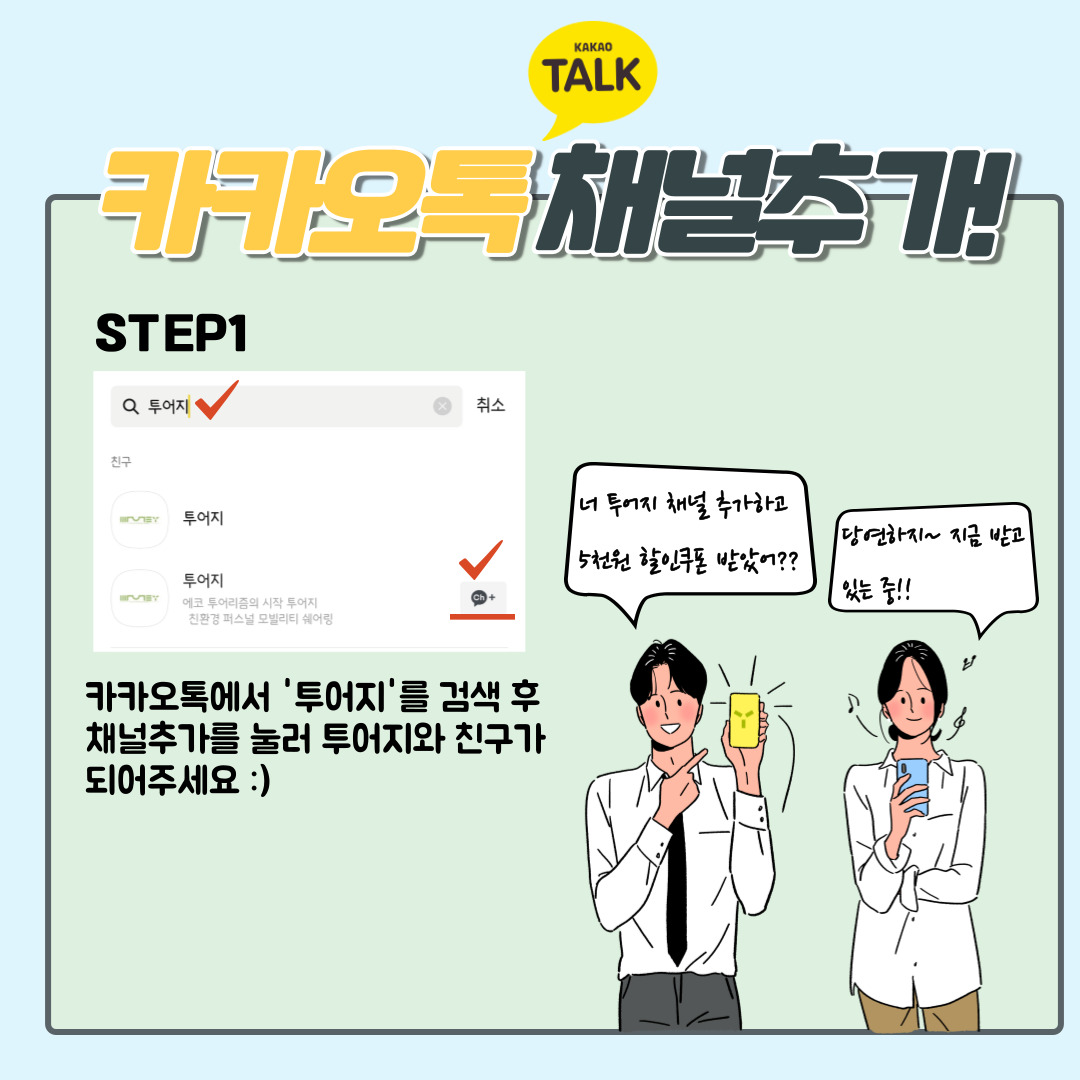 KAKAO
TALK
카카오톡 채널추가!
STEP1
투어지
취소
친구
투어지
투어지
에코 투어리즘의 시작 투어지
친환경 퍼스널 모빌리티 쉐어링
Ch+
카카오톡에서 '투어지'를 검색 후
채널추가를 눌러 투어지와 친구가
되어주세요 :)
너 투어지 채널 추가하고
5천원 할인쿠폰 받았어??
당연하지~ 지금 받고
있는 중!!